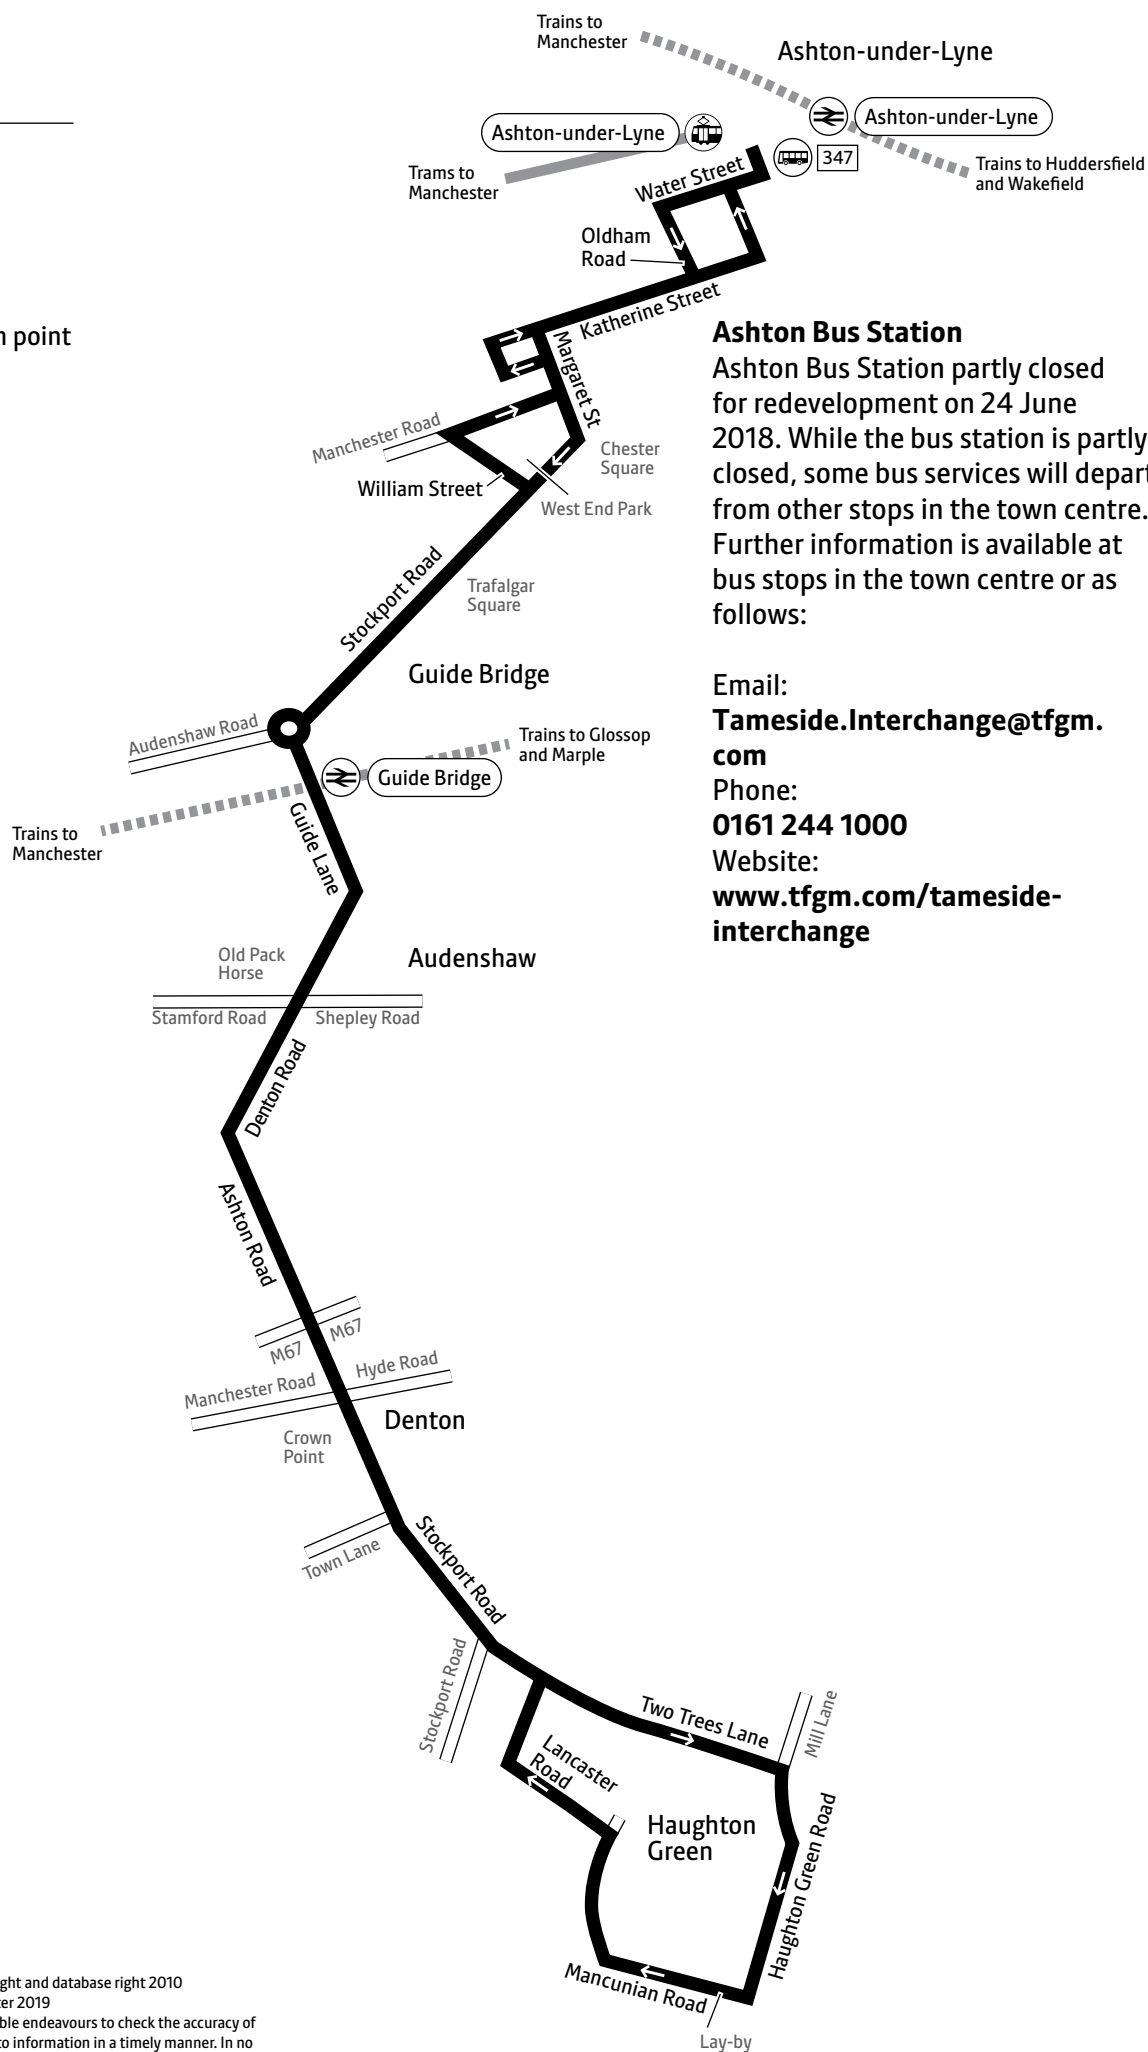 Trains to
Manchester
Ashton-under-Lyne
Ashton-under-Lyne
Ashton-under-Lyne
347
Trams to
Manchester
Trains to Huddersfield
and Wakefield
Water Street
Oldham
Road
Katherine Street
n point
Margaret St
Manchester Road
Chester
Square
William Street
West End Park
Ashton Bus Station
Ashton Bus Station partly closed
for redevelopment on 24 June
2018. While the bus station is partly
closed, some bus services will depart
from other stops in the town centre.
Further information is available at
bus stops in the town centre or as
follows:
Email:
Tameside.Interchange@tfgm.
com
Phone:
0161 244 1000
Website:
www.tfgm.com/tameside-
interchange
Stockport Road
Trafalgar
Square
Guide Bridge
Audenshaw Road
Trains to Glossop
and Marple
Guide Bridge
Trains to
Manchester
Guide Lane
Old Pack
Horse
Audenshaw
Stamford Road
Shepley Road
Denton Road
Ashton Road
M67
M67
Manchester Road
Hyde Road
Denton
Crown
Point
Town Lane
Stockport Road
Stockport Road
Two Trees Lane
Mill Lane
Lancaster
Road
Haughton
Green
Haughton Green Road
Mancunian Road
Lay-by
ght and database right 2010
ter 2019
ble endeavours to check the accuracy of
to information in a timely manner. In no